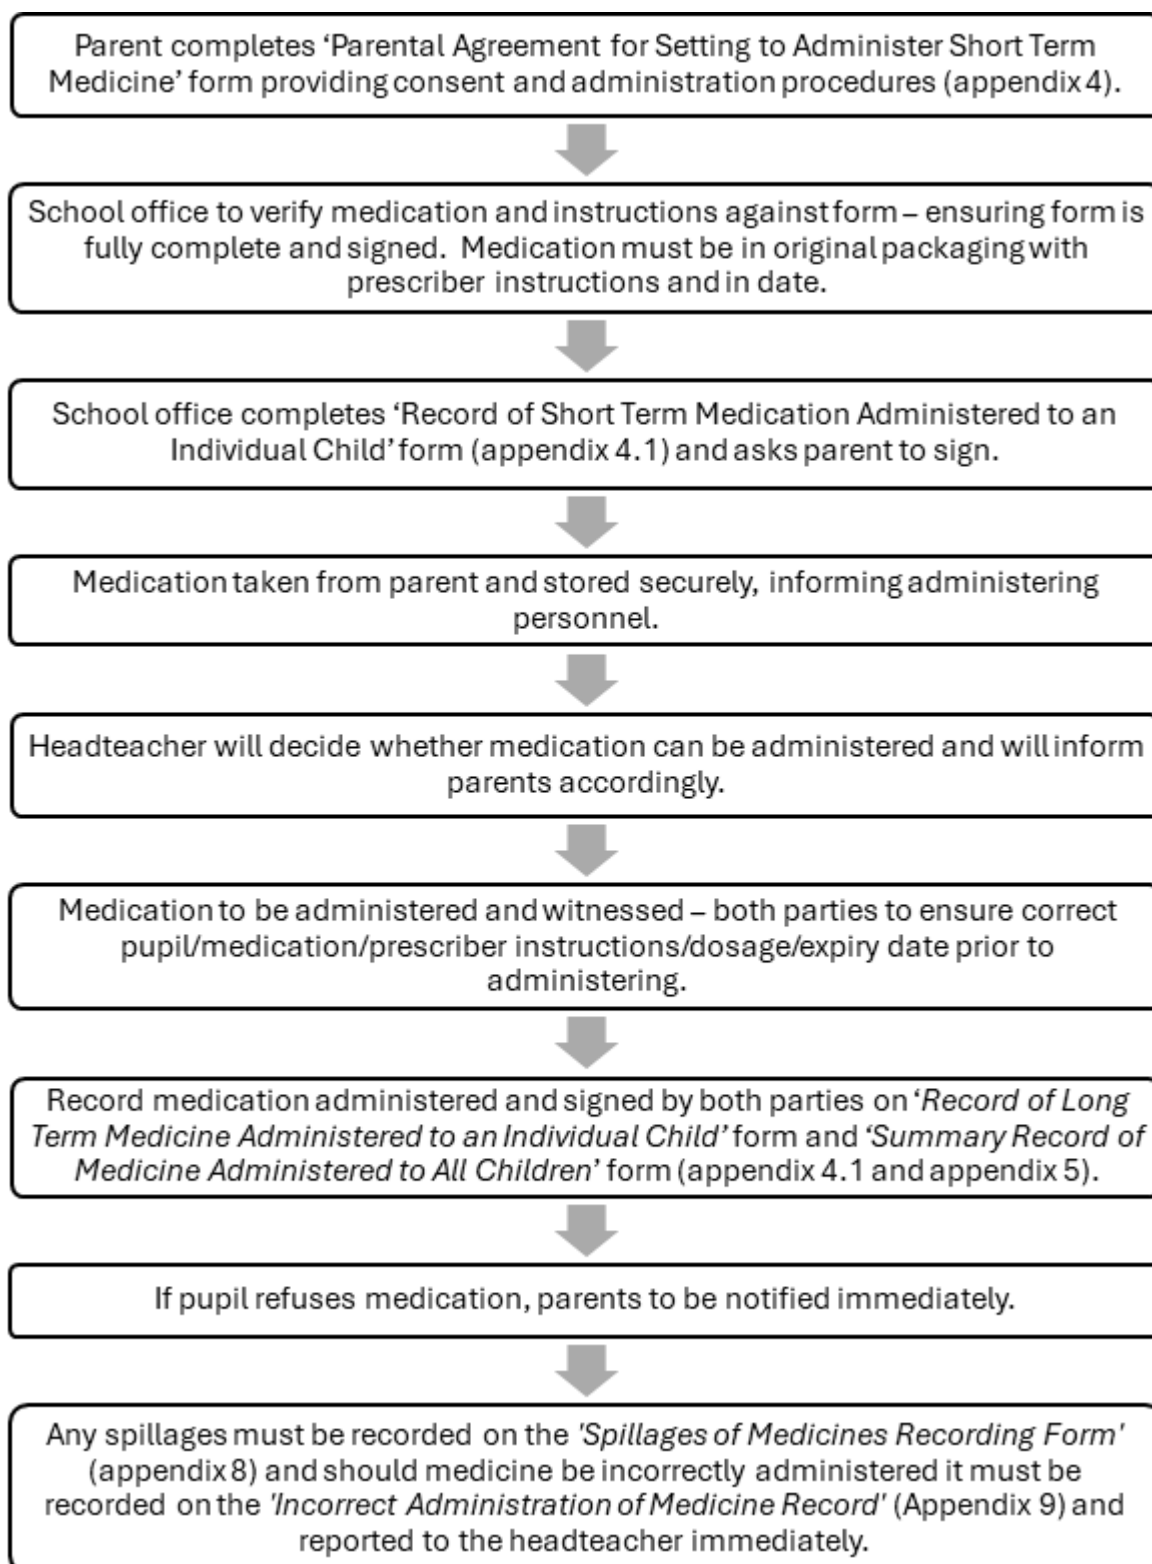 Parent completes ‘Parental Agreement for Setting to Administer Short Term
Medicine’ form providing consent and administration procedures (appendix 4).
School office to verify medication and instructions against form – ensuring form is
fully complete and signed. Medication must be in original packaging with
prescriber instructions and in date.
School office completes ‘Record of Short Term Medication Administered to an
Individual Child’ form (appendix 4.1) and asks parent to sign.
Medication taken from parent and stored securely, informing administering
personnel.
Headteacher will decide whether medication can be administered and will inform
parents accordingly.
Medication to be administered and witnessed – both parties to ensure correct
pupil/medication/prescriber instructions/dosage/expiry date prior to
administering.
Record medication administered and signed by both parties on ‘Record of Long
Term Medicine Administered to an Individual Child’ form and ‘Summary Record of
Medicine Administered to All Children’ form (appendix 4.1 and appendix 5).
If pupil refuses medication, parents to be notified immediately.
Any spillages must be recorded on the 'Spillages of Medicines Recording Form'
(appendix 8) and should medicine be incorrectly administered it must be
recorded on the 'Incorrect Administration of Medicine Record' (Appendix 9) and
reported to the headteacher immediately.